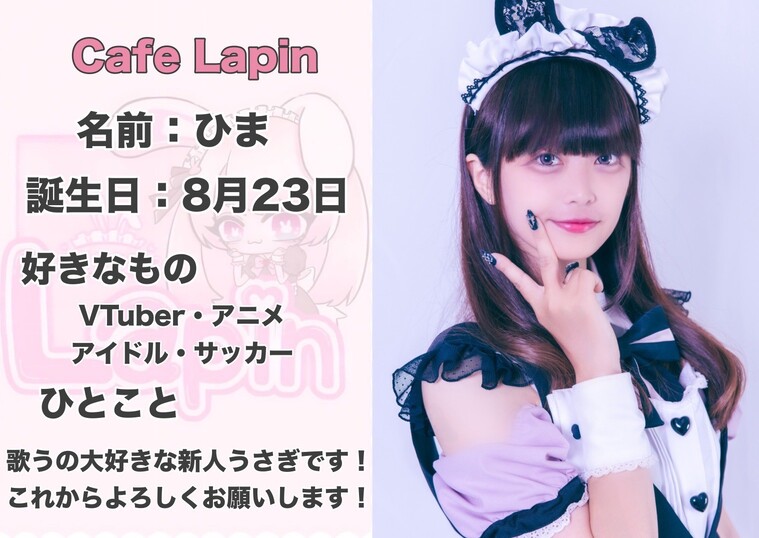 Cafe Lapin
名前：ひま
誕生日：8月23日
好きなもの
VTuber・アニメ
アイドル・サッカー
Lapin
ひとこと
歌うの大好きな新人うさぎです！
これからよろしくお願いします！